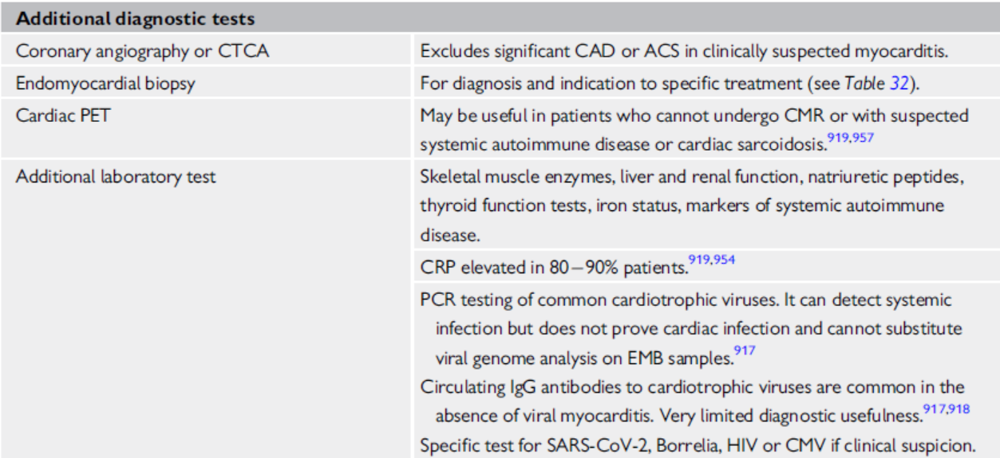 Additional diagnostic tests
Coronary angiography or CTCA
Excludes significant CAD or ACS in clinically suspected myocarditis.
Endomyocardial biopsy
For diagnosis and indication to specific treatment (see Table 32).
Cardiac PET
May be useful in patients who cannot undergo CMR or with suspected
systemic autoimmune disease or cardiac sarcoidosis.919,957
Additional laboratory test
Skeletal muscle enzymes, liver and renal function, natriuretic peptides,
thyroid function tests, iron status, markers of systemic autoimmune
disease.
CRP elevated in 80–90% patients.919,954
PCR testing of common cardiotrophic viruses. It can detect systemic
infection but does not prove cardiac infection and cannot substitute
viral genome analysis on EMB samples.917
Circulating IgG antibodies to cardiotrophic viruses are common in the
absence of viral myocarditis. Very limited diagnostic usefulness.917,918
Specific test for SARS-CoV-2, Borrelia, HIV or CMV if clinical suspicion.